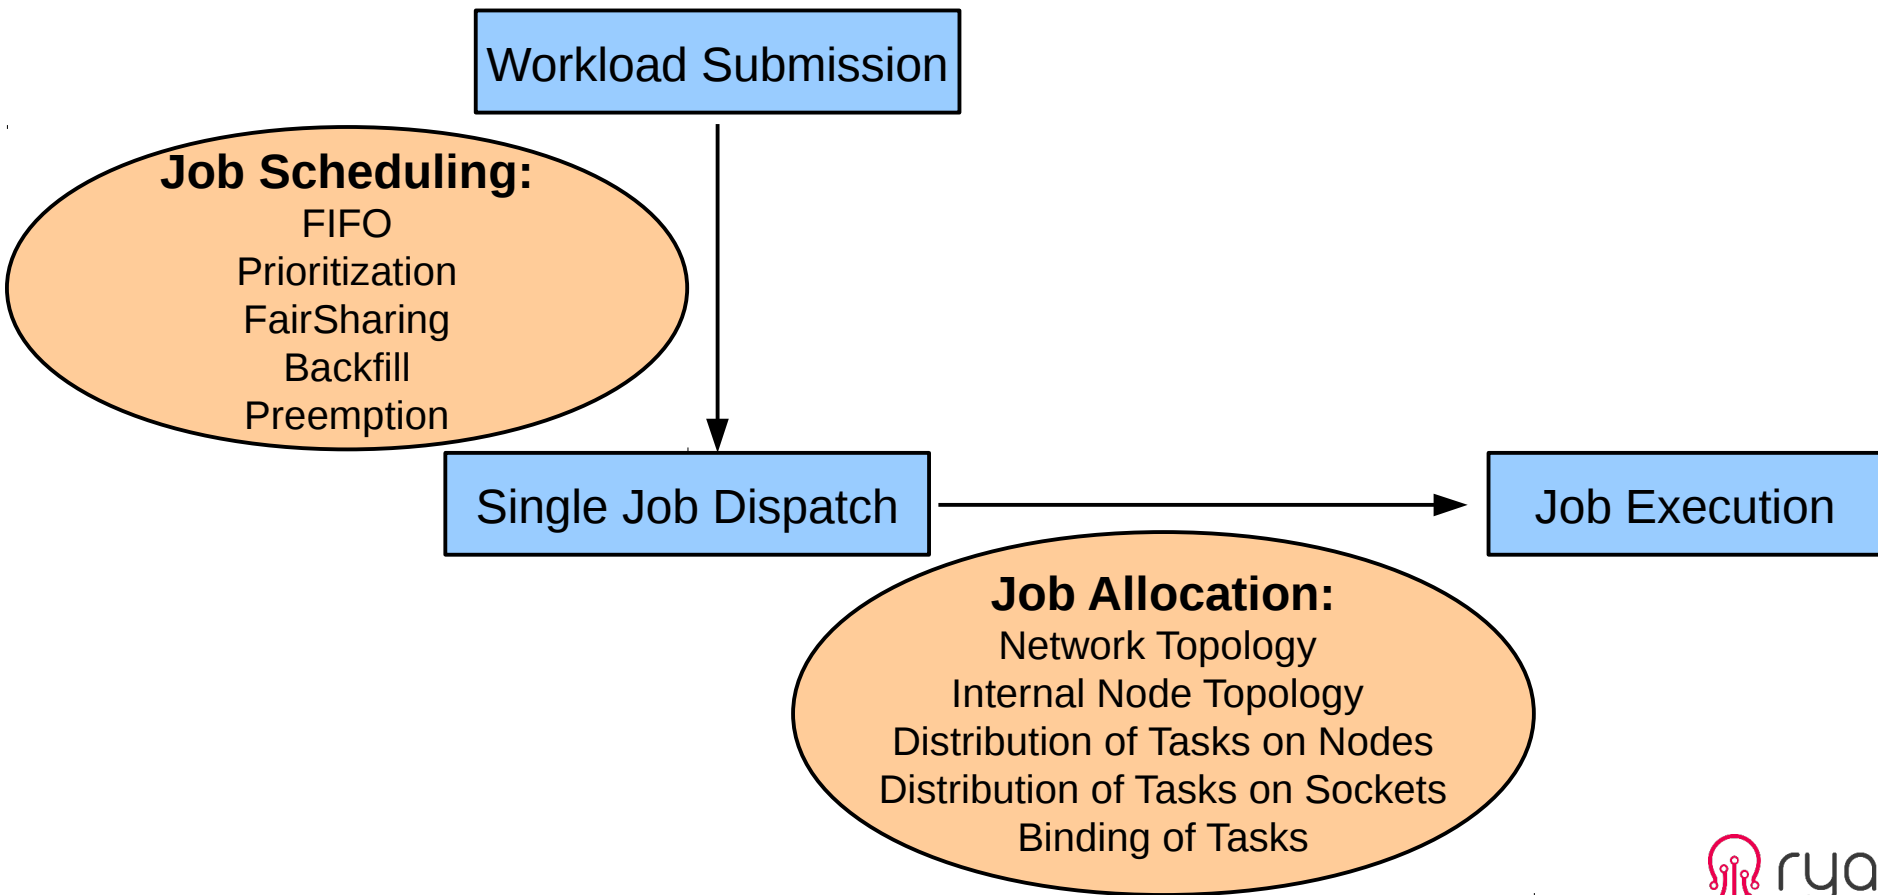 Workload Submission
Job Scheduling:
FIFO
Prioritization
FairSharing
Backfill
Preemption
Single Job Dispatch
Job Execution
Job Allocation:
Network Topology
Internal Node Topology
Distribution of Tasks on Nodes
Distribution of Tasks on Sockets
Binding of Tasks